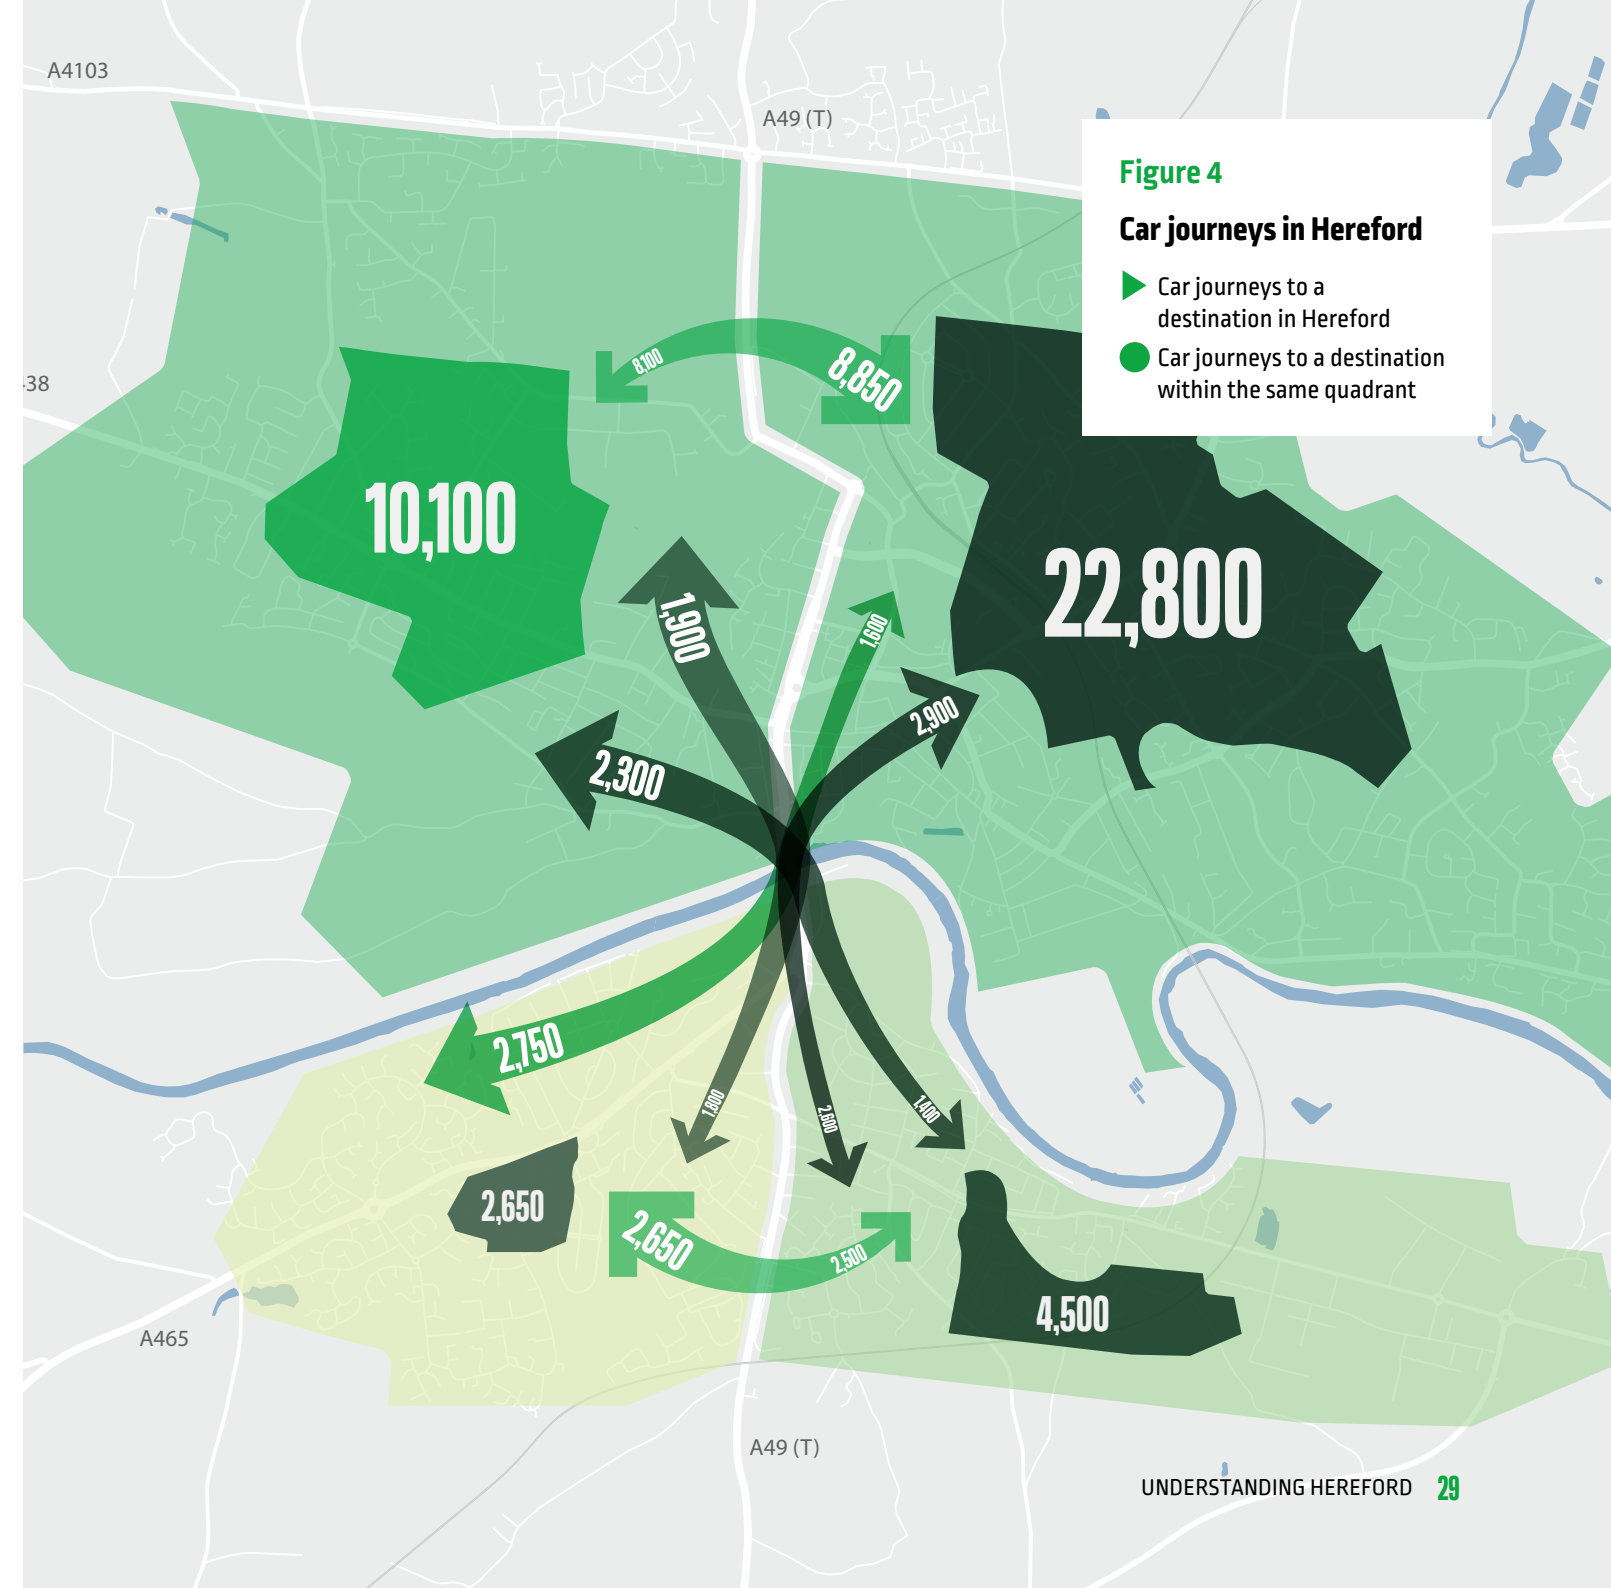 A4103
A49 (T)
Figure 4
Car journeys in Hereford
Car journeys to a
destination in Hereford
Car journeys to a destination
within the same quadrant
38
8,100
8,850
10,100
22,800
1,900
1,600
2,900
2,300
2,750
1,800
2,600
1,400
2,650
2,650
2,500
4,500
A465
A49 (T)
UNDERSTANDING HEREFORD 29